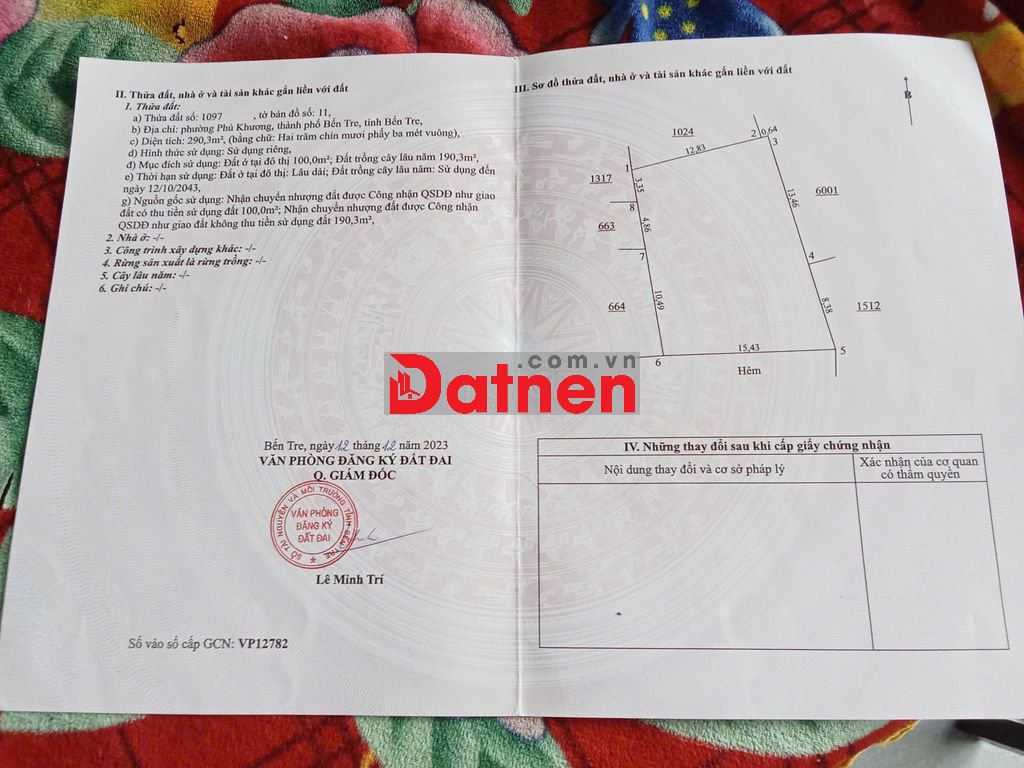 II. Thửa đất, nhà ở và tài sản khác gắn liền với đất
1. Thửa đất:
a) Thửa đất số: 1097 , tờ bản đồ số: 11,
b) Địa chỉ: phường Phú Khương, thành phố Bến Tre, tỉnh Bến Tre,
c) Diện tích: 290,3m², (bằng chữ: Hai trăm chín mươi phẩy ba mét vuông),
d) Hình thức sử dụng: Sử dụng riêng,
đ) Mục đích sử dụng: Đất ở tại đô thị 100,0m²; Đất trồng cây lâu năm 190,3m²,
e) Thời hạn sử dụng: Đất ở tại đô thị: Lâu dài; Đất trồng cây lâu năm: Sử dụng đến
ngày 12/10/2043,
g) Nguồn gốc sử dụng: Nhận chuyển nhượng đất được Công nhận QSDĐ như giao
đất có thu tiền sử dụng đất 100,0m²; Nhận chuyển nhượng đất được Công nhận
QSDĐ như giao đất không thu tiền sử dụng đất 190,3m²,
2. Nhà ở: -/-
3. Công trình xây dựng khác: -/-
4. Rừng sản xuất là rừng trồng: -/-
5. Cây lâu năm: -/-
6. Ghi chú: -/-
Bến Tre, ngày 12 tháng 12 năm 2023
VĂN PHÒNG ĐĂNG KÝ ĐẤT ĐAI
Q. GIÁM ĐỐC
SỞ TÀI NGUYÊN VÀ MÔI TRƯỜNG TỈNH BẾN TRE
VĂN PHÒNG
ĐĂNG KÝ
ĐẤT ĐAI
Lê Minh Trí
Số vào sổ cấp GCN: VP12782
III. Sơ đồ thửa đất, nhà ở và tài sản khác gắn liền với đất
B
1024
2
0,64
3
12,83
1
1317
3,35
13,46
6001
8
663
4,86
7
4
664
10,49
8,38
1512
15,43
6
5
Hẻm
.com.vn
Datnen
IV. Những thay đổi sau khi cấp giấy chứng nhận
Nội dung thay đổi và cơ sở pháp lý
Xác nhận của cơ quan
có thẩm quyền